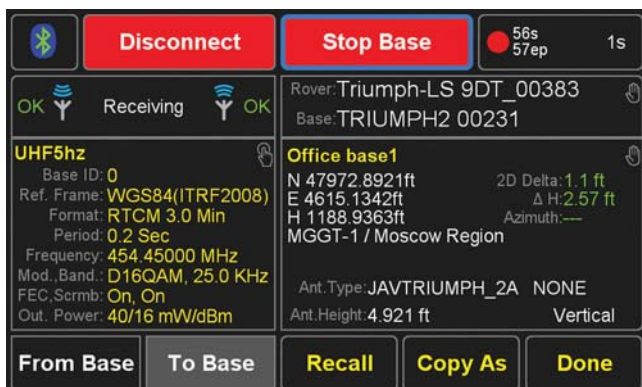 Disconnect
Stop Base
56s
57ep
1s
OK
Receiving
OK
Rover:Triumph-LS 9DT_00383
Base:TRIUMPH2 00231
UHF5hz
Base ID:0
Ref. Frame:WGS84(ITRF2008)
Format:RTCM 3.0 Min
Period:0.2 Sec
Frequency:454.45000 MHz
Mod.,Band.:D16QAM, 25.0 KHz
FEC,Scrmb:On, On
Out. Power:40/16 mW/dBm
Office base1
N 47972.8921ft 2D Delta:1.1 ft
E 4615.1342ft Δ H:2.57 ft
H 1188.9363ft Azimuth:---
MGGT-1 / Moscow Region
Ant.Type:JAVTRIUMPH_2A NONE
Ant.Height:4.921 ft Vertical
From Base
To Base
Recall
Copy As
Done